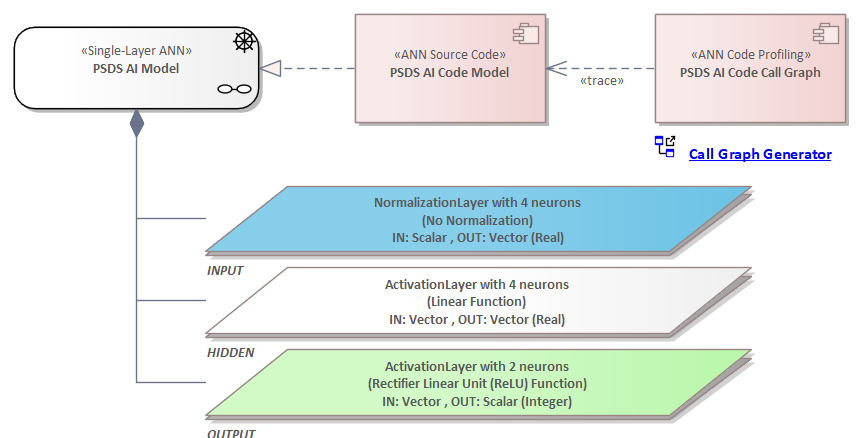 «Single-Layer ANN»
PSDS AI Model
«ANN Source Code»
PSDS AI Code Model
«trace»
«ANN Code Profiling»
PSDS AI Code Call Graph
Call Graph Generator
NormalizationLayer with 4 neurons
(No Normalization)
IN: Scalar , OUT: Vector (Real)
INPUT
ActivationLayer with 4 neurons
(Linear Function)
IN: Vector , OUT: Vector (Real)
HIDDEN
ActivationLayer with 2 neurons
(Rectifier Linear Unit (ReLU) Function)
IN: Vector , OUT: Scalar (Integer)
OUTPUT